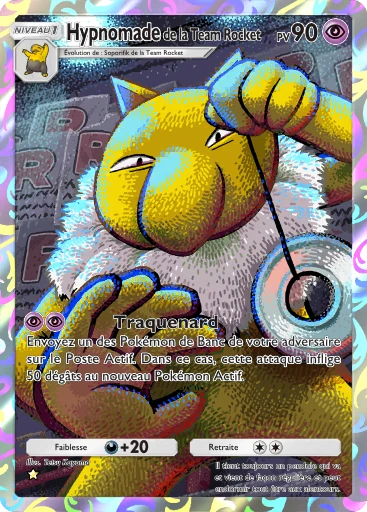 NIVEAU 1
Hypnomade de la Team Rocket PV 90
Évolution de : Soporifik de la Team Rocket
R
R
R
Traquenard
Envoyez un des Pokémon de Banc de votre adversaire
sur le Poste Actif. Dans ce cas, cette attaque inflige
50 dégâts au nouveau Pokémon Actif.
Faiblesse +20 Retraite
Illus. Tetsu Kayama
Il tient toujours un pendule qui va
et vient de façon régulière et peut
endormir tout être aux alentours.